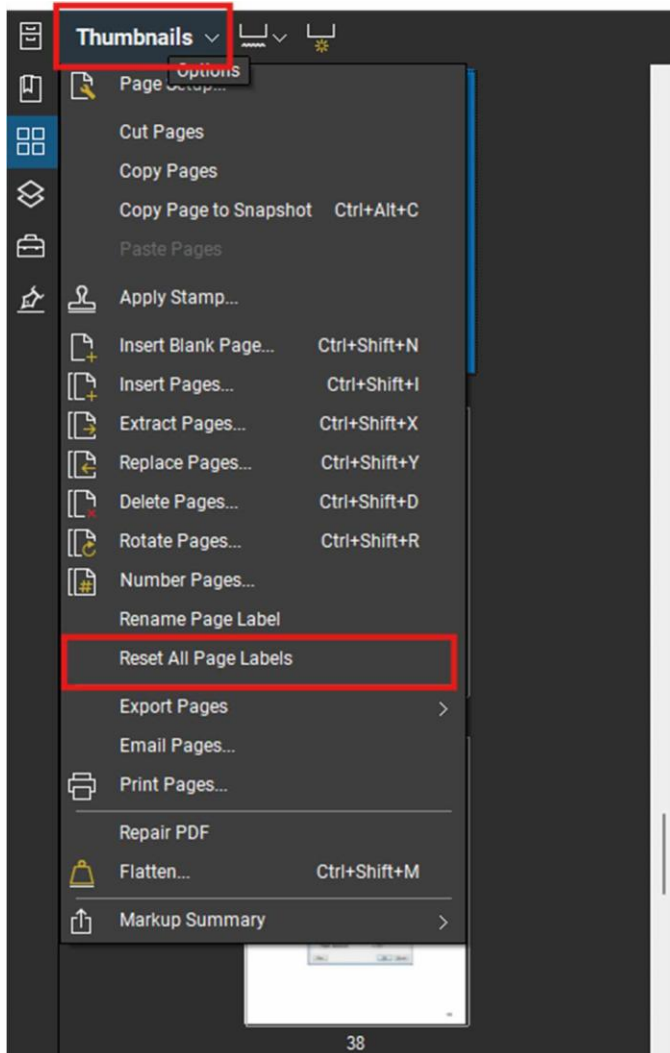 Thumbnails
Options
Page Setup...
Cut Pages
Copy Pages
Copy Page to Snapshot Ctrl+Alt+C
Paste Pages
Apply Stamp...
Insert Blank Page... Ctrl+Shift+N
Insert Pages... Ctrl+Shift+I
Extract Pages... Ctrl+Shift+X
Replace Pages... Ctrl+Shift+Y
Delete Pages... Ctrl+Shift+D
Rotate Pages... Ctrl+Shift+R
Number Pages...
Rename Page Label
Reset All Page Labels
Export Pages
Email Pages...
Print Pages...
Repair PDF
Flatten... Ctrl+Shift+M
Markup Summary
38